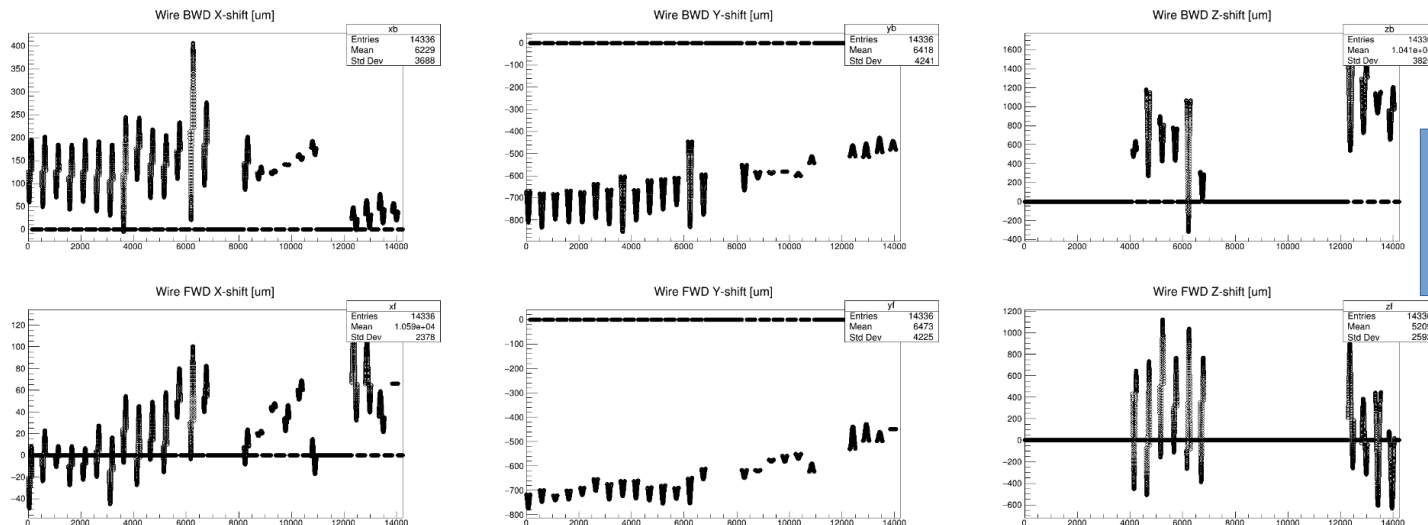 Wire BWD X-shift [um]
xb
Entries 14336
Mean 6229
Std Dev 3688
400
350
300
250
200
150
100
50
0
0 2000 4000 6000 8000 10000 12000 14000
Wire BWD Y-shift [um]
yb
Entries 14336
Mean 6418
Std Dev 4241
0
−100
−200
−300
−400
−500
−600
−700
−800
0 2000 4000 6000 8000 10000 12000 14000
Wire BWD Z-shift [um]
zb
Entries
Mean
Std Dev
1600
1400
1200
1000
800
600
400
200
0
−200
−400
0 2000 4000 6000 8000 10000 12000 14000
Wire FWD X-shift [um]
xf
Entries 14336
Mean 1.059e+04
Std Dev 2378
120
100
80
60
40
20
0
−20
−40
0 2000 4000 6000 8000 10000 12000 14000
Wire FWD Y-shift [um]
yf
Entries 14336
Mean 6473
Std Dev 4225
0
−100
−200
−300
−400
−500
−600
−700
−800
0 2000 4000 6000 8000 10000 12000 14000
Wire FWD Z-shift [um]
zf
Entries
Mean
Std Dev
1200
1000
800
600
400
200
0
−200
−400
−600
0 2000 4000 6000 8000 10000 12000 14000